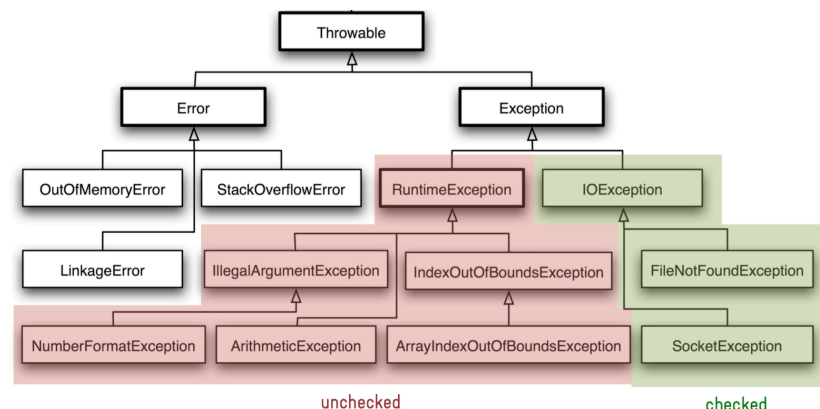 Throwable
Error
Exception
OutOfMemoryError
StackOverflowError
RuntimeException
IOException
LinkageError
IllegalArgumentException
IndexOutOfBoundsException
FileNotFoundException
NumberFormatException
ArithmeticException
ArrayIndexOutOfBoundsException
SocketException
unchecked
checked